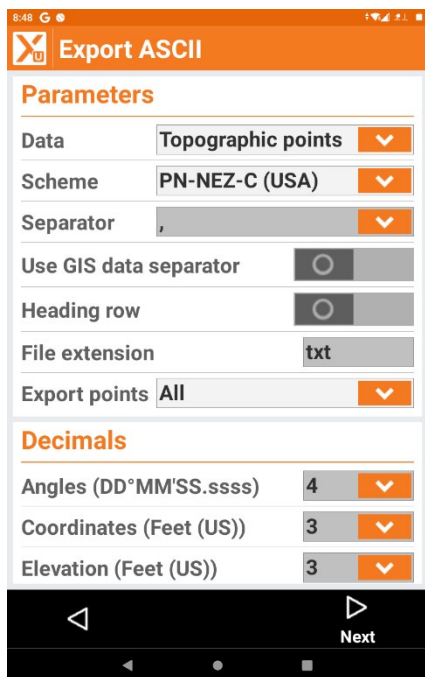 8:48 G
XU Export ASCII
Parameters
Data Topographic points
Scheme PN-NEZ-C (USA)
Separator ,
Use GIS data separator
Heading row
File extension txt
Export points All
Decimals
Angles (DD°MM'SS.ssss) 4
Coordinates (Feet (US)) 3
Elevation (Feet (US)) 3
Next